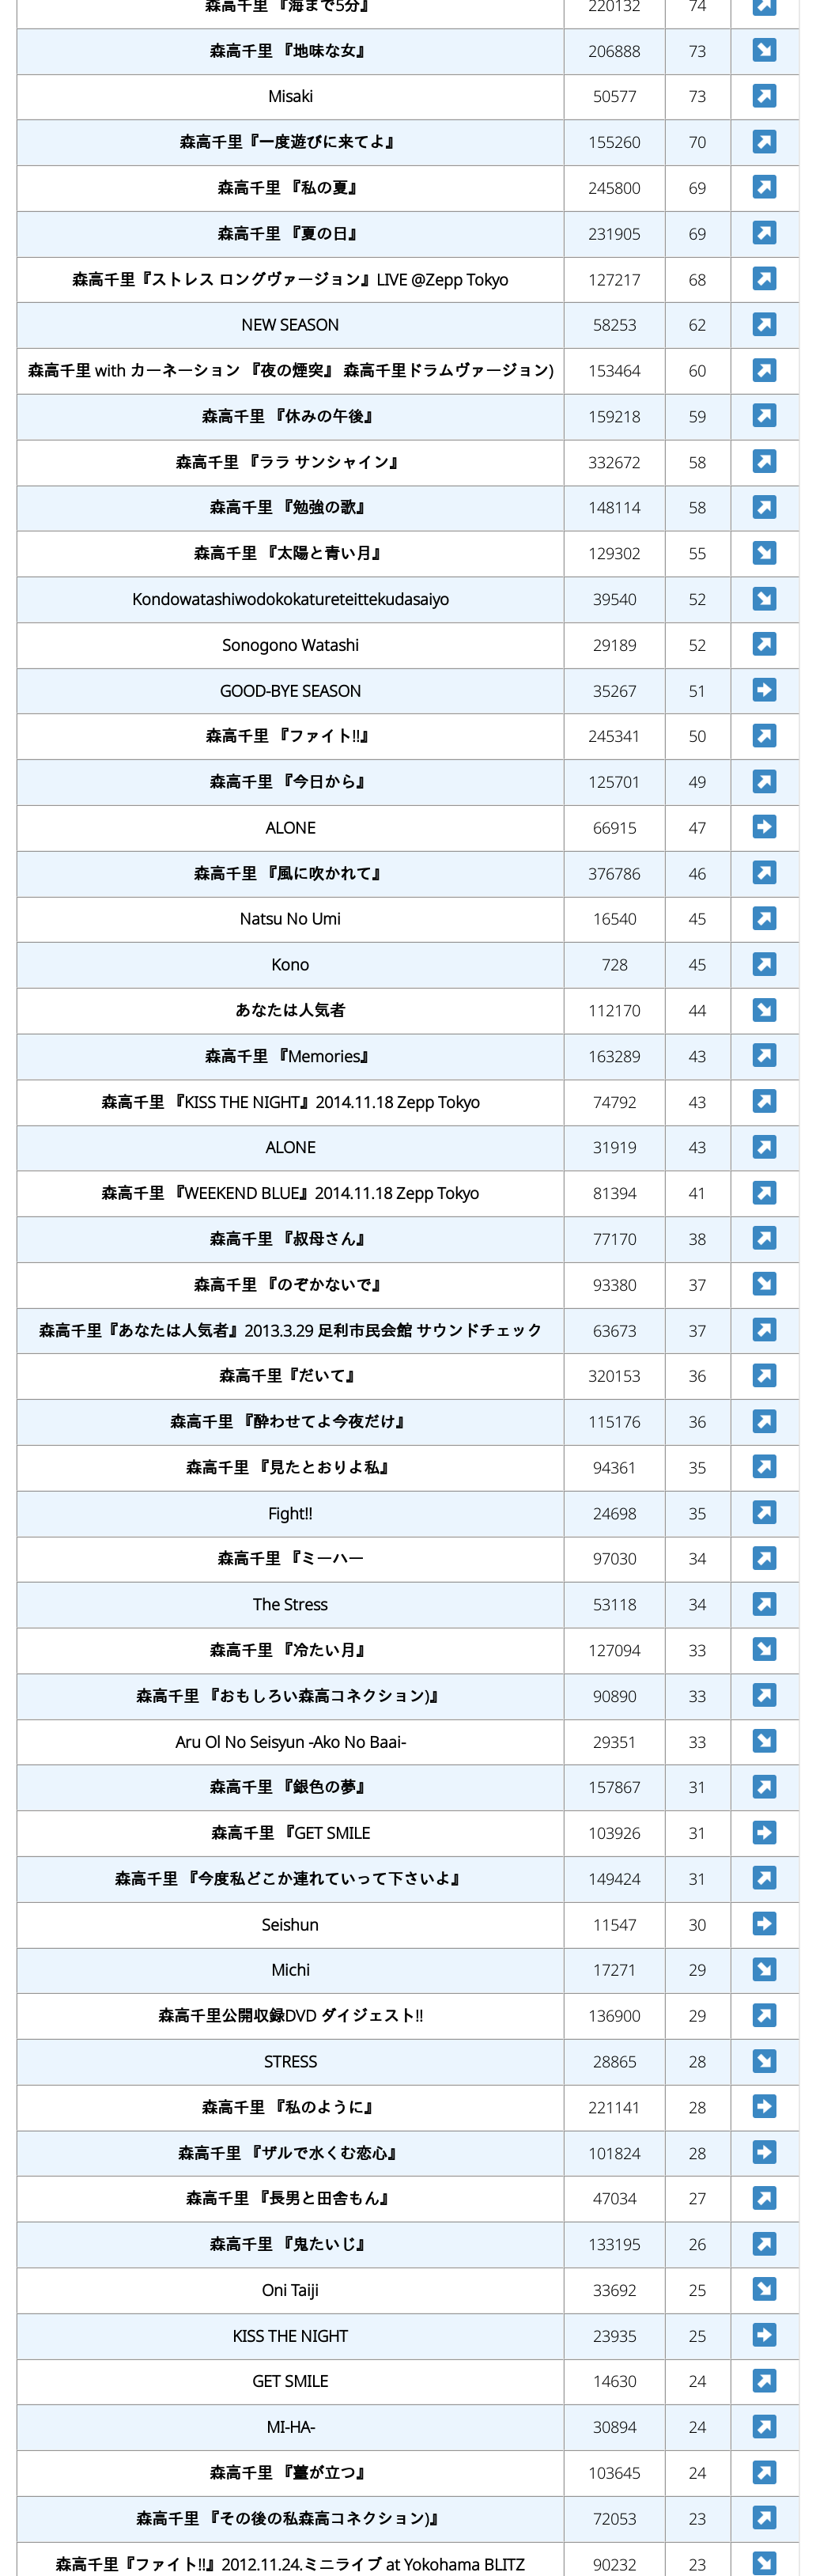 森高千里 『海まで5分』 220132 74
森高千里 『地味な女』 206888 73
Misaki 50577 73
森高千里『一度遊びに来てよ』 155260 70
森高千里 『私の夏』 245800 69
森高千里 『夏の日』 231905 69
森高千里『ストレス ロングヴァージョン』LIVE @Zepp Tokyo 127217 68
NEW SEASON 58253 62
森高千里 with カーネーション 『夜の煙突』 森高千里ドラムヴァージョン) 153464 60
森高千里 『休みの午後』 159218 59
森高千里 『ララ サンシャイン』 332672 58
森高千里 『勉強の歌』 148114 58
森高千里 『太陽と青い月』 129302 55
Kondowatashiwodokokatureteittekudasaiyo 39540 52
Sonogono Watashi 29189 52
GOOD-BYE SEASON 35267 51
森高千里 『ファイト!!』 245341 50
森高千里 『今日から』 125701 49
ALONE 66915 47
森高千里 『風に吹かれて』 376786 46
Natsu No Umi 16540 45
Kono 728 45
あなたは人気者 112170 44
森高千里 『Memories』 163289 43
森高千里 『KISS THE NIGHT』2014.11.18 Zepp Tokyo 74792 43
ALONE 31919 43
森高千里 『WEEKEND BLUE』2014.11.18 Zepp Tokyo 81394 41
森高千里 『叔母さん』 77170 38
森高千里 『のぞかないで』 93380 37
森高千里『あなたは人気者』2013.3.29 足利市民会館 サウンドチェック 63673 37
森高千里『だいて』 320153 36
森高千里 『酔わせてよ今夜だけ』 115176 36
森高千里 『見たとおりよ私』 94361 35
Fight!! 24698 35
森高千里 『ミーハー 97030 34
The Stress 53118 34
森高千里 『冷たい月』 127094 33
森高千里 『おもしろい森高コネクション)』 90890 33
Aru Ol No Seisyun -Ako No Baai- 29351 33
森高千里 『銀色の夢』 157867 31
森高千里 『GET SMILE 103926 31
森高千里 『今度私どこか連れていって下さいよ』 149424 31
Seishun 11547 30
Michi 17271 29
森高千里公開収録DVD ダイジェスト!! 136900 29
STRESS 28865 28
森高千里 『私のように』 221141 28
森高千里 『ザルで水くむ恋心』 101824 28
森高千里 『長男と田舎もん』 47034 27
森高千里 『鬼たいじ』 133195 26
Oni Taiji 33692 25
KISS THE NIGHT 23935 25
GET SMILE 14630 24
MI-HA- 30894 24
森高千里 『薹が立つ』 103645 24
森高千里 『その後の私森高コネクション)』 72053 23
森高千里『ファイト!!』2012.11.24.ミニライブ at Yokohama BLITZ 90232 23